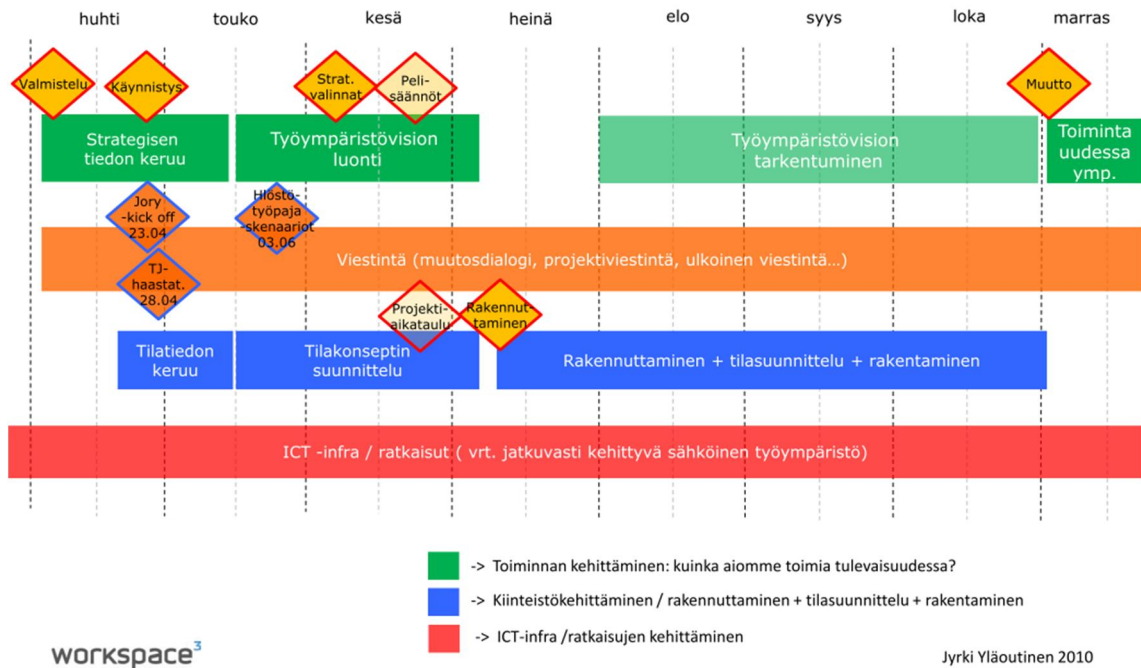 huhti touko kesä heinä elo syys loka marras
Valmistelu
Käynnistys
Strat.
valinnat
Peli-
säännöt
Muutto
Strategisen
tiedon keruu
Työympäristövision
luonti
Työympäristövision
tarkentuminen
Toiminta
uudessa
ymp.
Jory
-kick off
23.04
Hlöstö-
työpaja
-skenaariot
03.06
Viestintä (muutosdialogi, projektiviestintä, ulkoinen viestintä…)
TJ-
haastat.
28.04
Projekti-
aikataulu
Rakennut-
taminen
Tilatiedon
keruu
Tilakonseptin
suunnittelu
Rakennuttaminen + tilasuunnittelu + rakentaminen
ICT -infra / ratkaisut ( vrt. jatkuvasti kehittyvä sähköinen työympäristö)
-> Toiminnan kehittäminen: kuinka aiomme toimia tulevaisuudessa?
-> Kiinteistökehittäminen / rakennuttaminen + tilasuunnittelu + rakentaminen
-> ICT-infra /ratkaisujen kehittäminen
workspace³
Jyrki Yläoutinen 2010